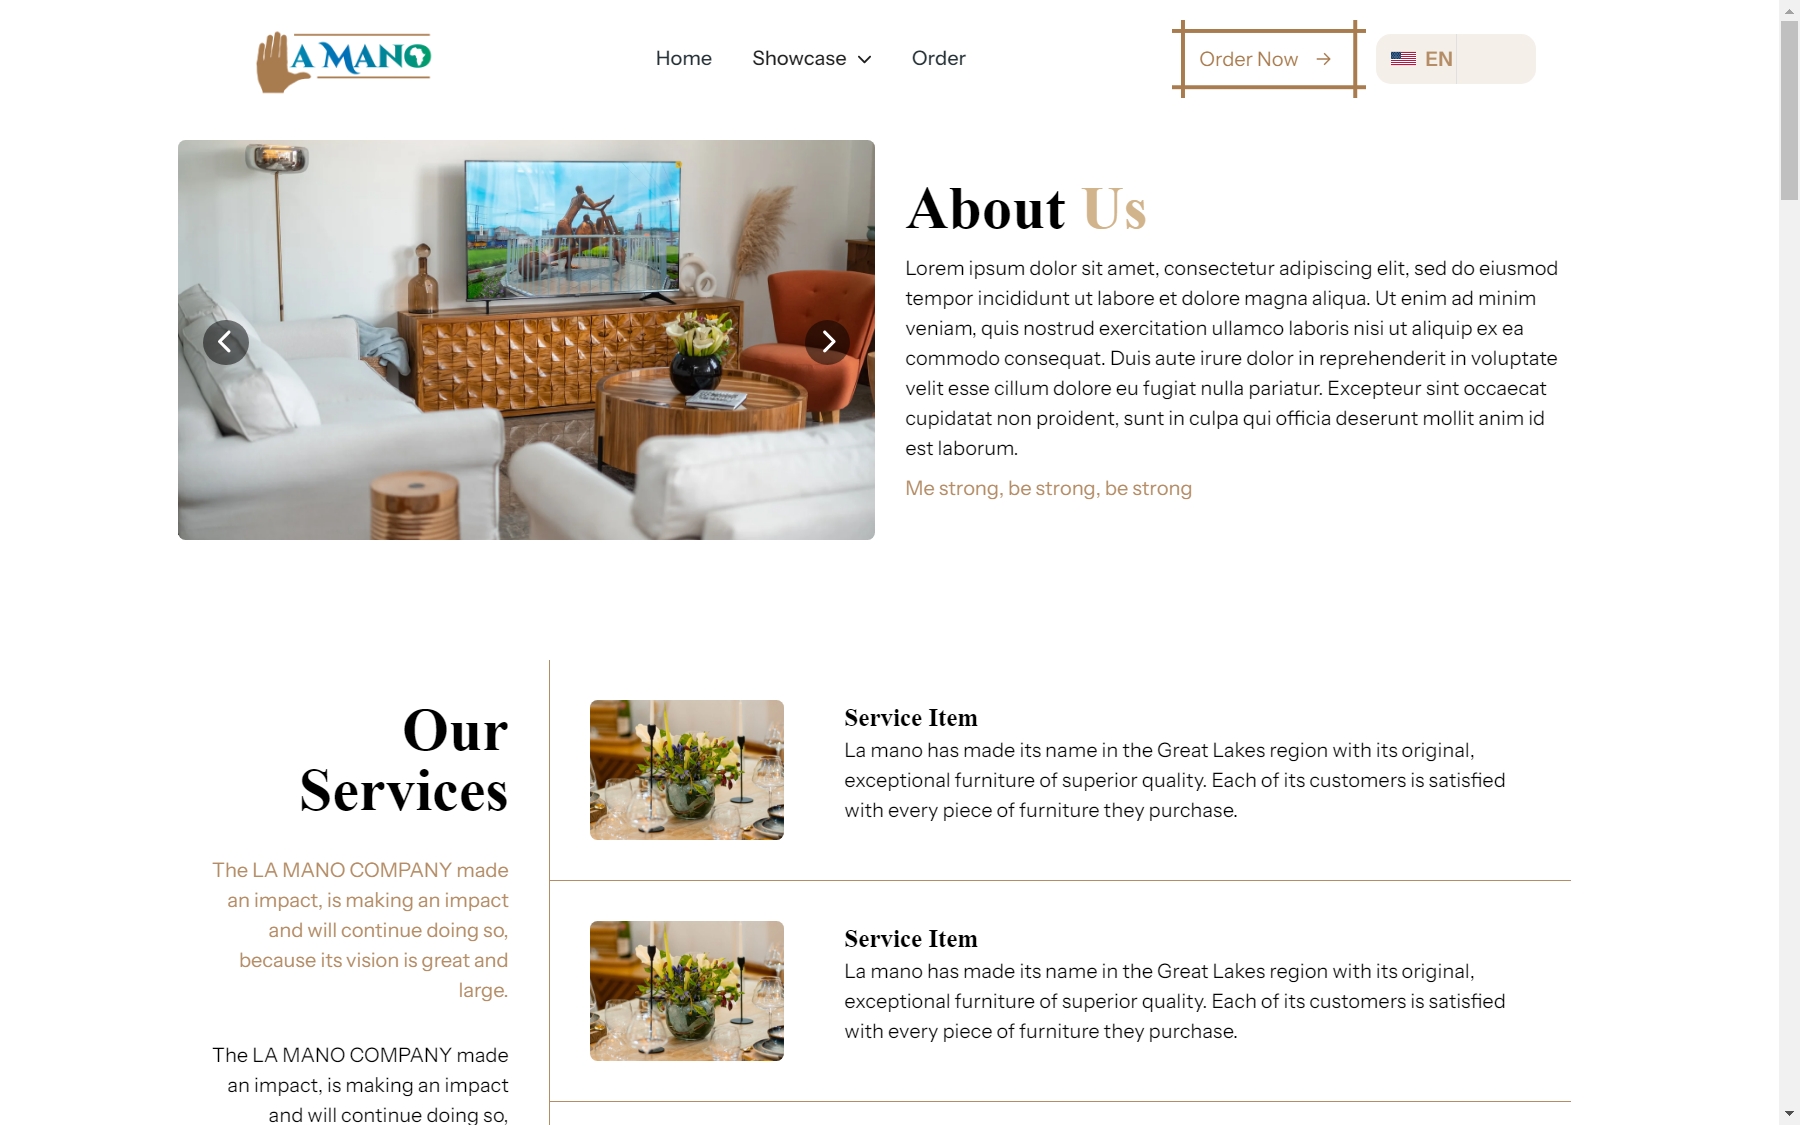 LA MANO
Home
Showcase
Order
Order Now
EN
About Us
Lorem ipsum dolor sit amet, consectetur adipiscing elit, sed do eiusmod
tempor incididunt ut labore et dolore magna aliqua. Ut enim ad minim
veniam, quis nostrud exercitation ullamco laboris nisi ut aliquip ex ea
commodo consequat. Duis aute irure dolor in reprehenderit in voluptate
velit esse cillum dolore eu fugiat nulla pariatur. Excepteur sint occaecat
cupidatat non proident, sunt in culpa qui officia deserunt mollit anim id
est laborum.
Me strong, be strong, be strong
Our
Services
The LA MANO COMPANY made
an impact, is making an impact
and will continue doing so,
because its vision is great and
large.
The LA MANO COMPANY made
an impact, is making an impact
and will continue doing so,
Service Item
La mano has made its name in the Great Lakes region with its original,
exceptional furniture of superior quality. Each of its customers is satisfied
with every piece of furniture they purchase.
Service Item
La mano has made its name in the Great Lakes region with its original,
exceptional furniture of superior quality. Each of its customers is satisfied
with every piece of furniture they purchase.